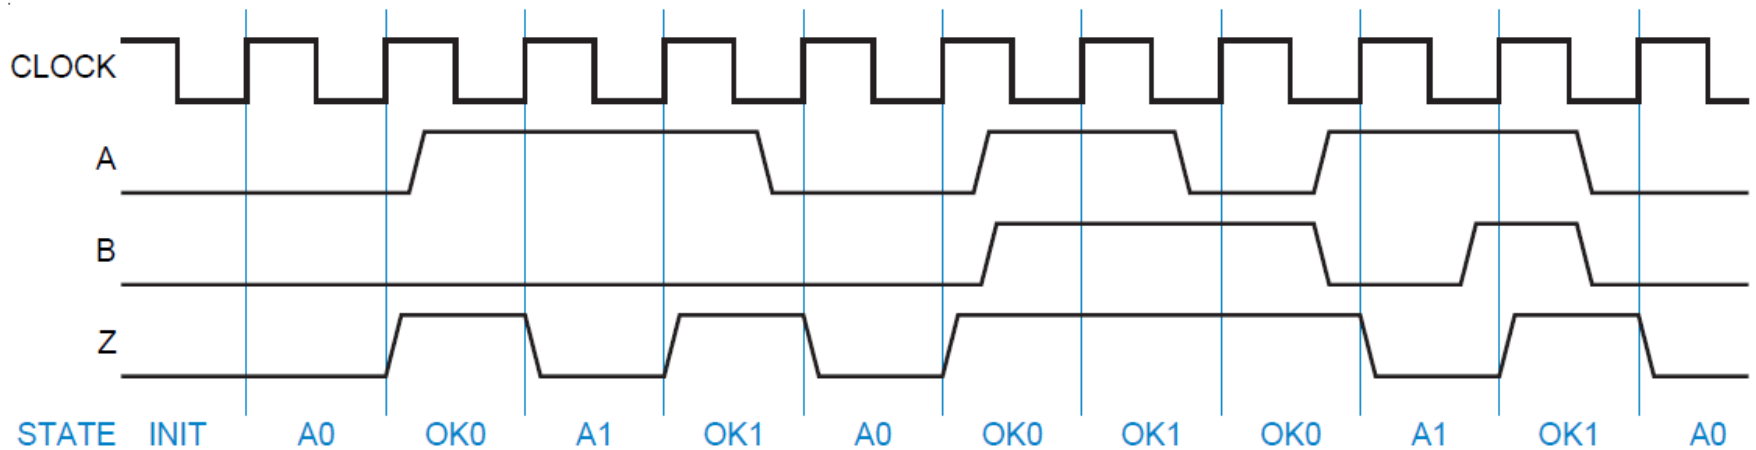 CLOCK
A
B
Z
STATE INIT A0 OK0 A1 OK1 A0 OK0 OK1 OK0 A1 OK1 A0